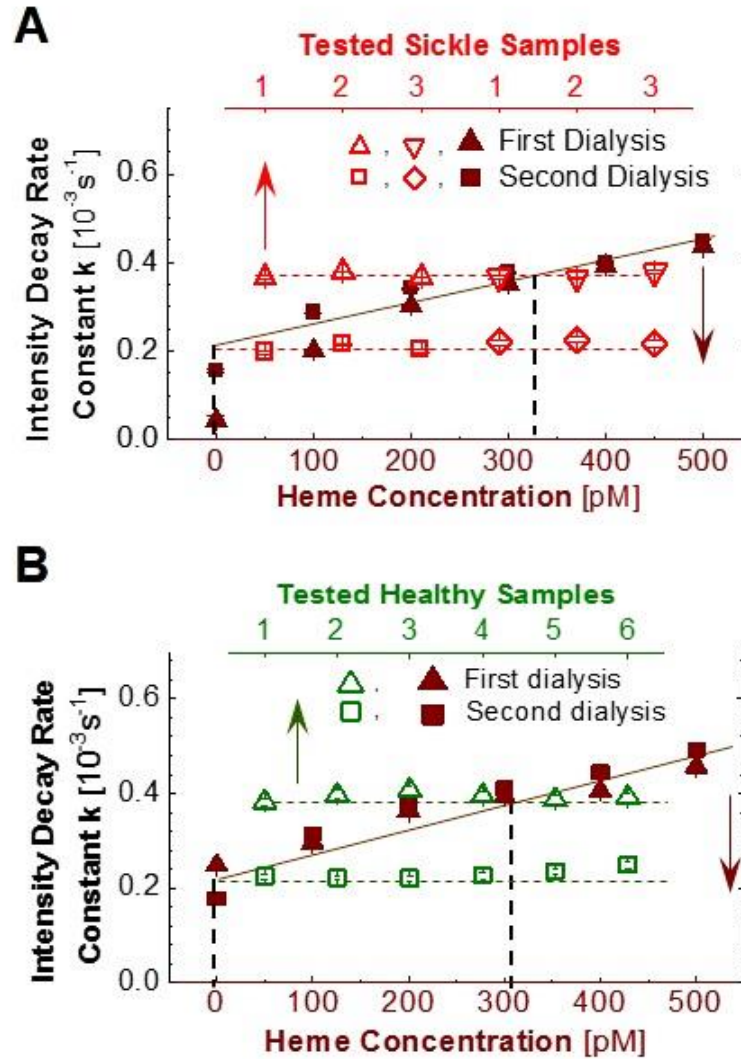 A
Tested Sickle Samples
1 2 3 1 2 3
, , First Dialysis
, , Second Dialysis
Intensity Decay Rate
Constant k [10⁻³s⁻¹]
0.6
0.4
0.2
0.0
0 100 200 300 400 500
Heme Concentration [pM]
B
Tested Healthy Samples
1 2 3 4 5 6
, First dialysis
, Second dialysis
Intensity Decay Rate
Constant k [10⁻³s⁻¹]
0.6
0.4
0.2
0.0
0 100 200 300 400 500
Heme Concentration [pM]